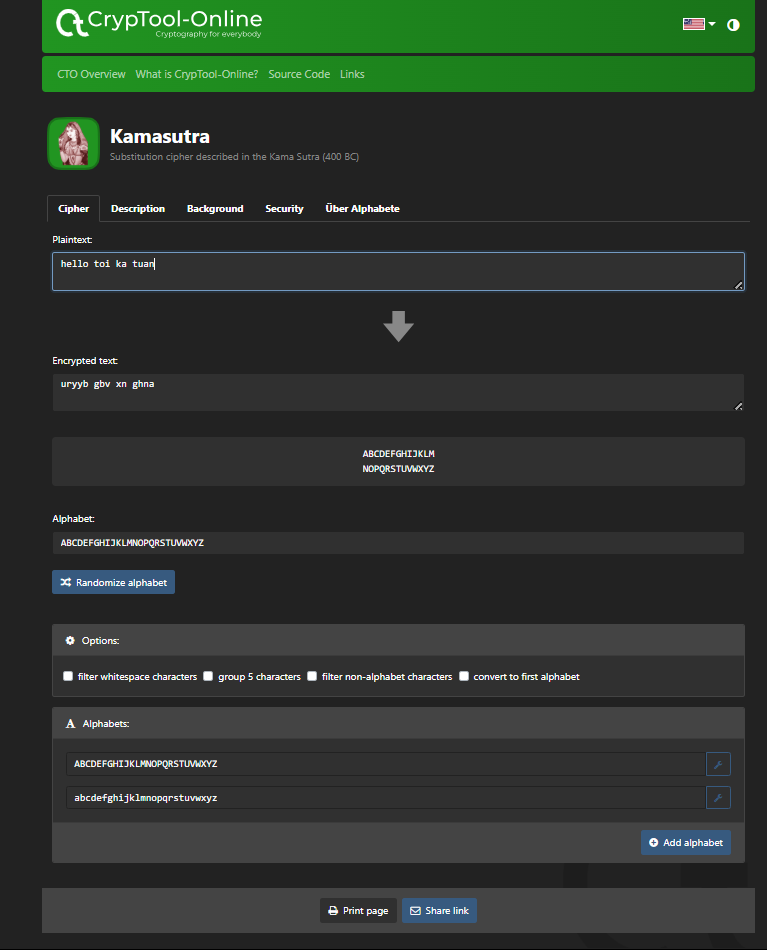 CrypTool-Online
Cryptography for everybody
CTO Overview What is CrypTool-Online? Source Code Links
Kamasutra
Substitution cipher described in the Kama Sutra (400 BC)
Cipher Description Background Security Über Alphabete
Plaintext:
hello toi ka tuan
Encrypted text:
uryyb gbv xn ghna
ABCDEFGHIJKLM
NOPQRSTUVWXYZ
Alphabet:
ABCDEFGHIJKLMNOPQRSTUVWXYZ
Randomize alphabet
Options:
filter whitespace characters group 5 characters filter non-alphabet characters convert to first alphabet
Alphabets:
ABCDEFGHIJKLMNOPQRSTUVWXYZ
abcdefghijklmnopqrstuvwxyz
Add alphabet
Print page Share link